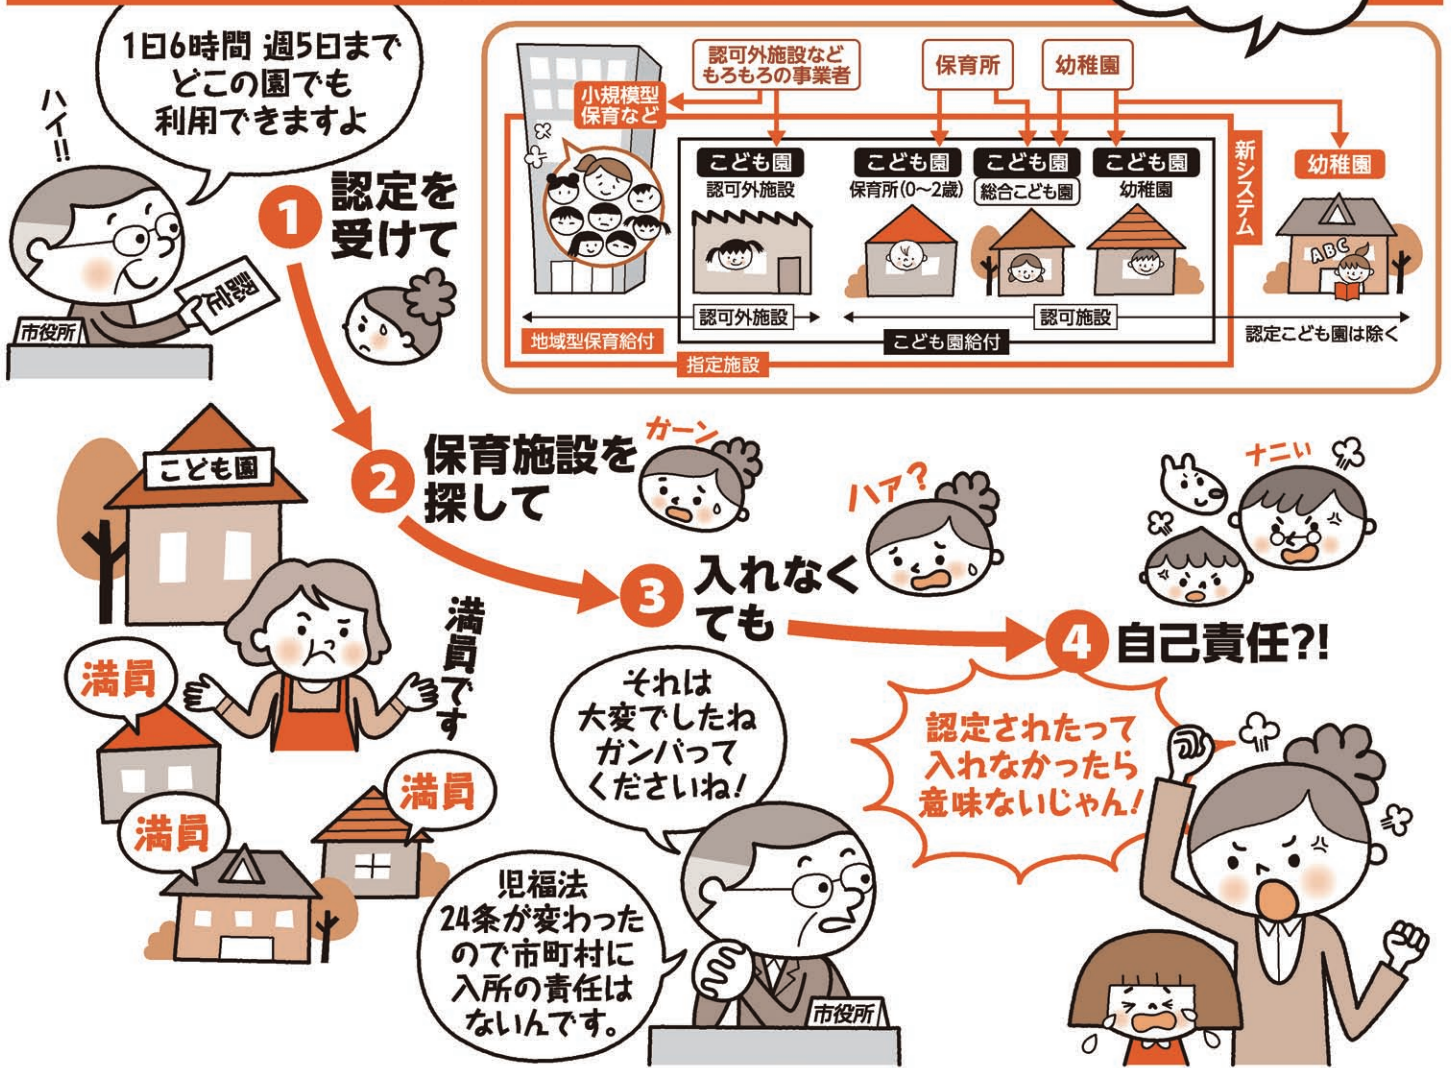 1日6時間 週5日まで
どこの園でも
利用できますよ
ハイ!!
認定
市役所
1 認定を
受けて
認可外施設など
もろもろの事業者
保育所
幼稚園
小規模型
保育など
こども園
認可外施設
こども園
保育所(0〜2歳)
こども園
総合こども園
こども園
幼稚園
新システム
幼稚園
ABC
認可外施設
認可施設
地域型保育給付
こども園給付
認定こども園は除く
指定施設
2 保育施設を
探して
ガーン
こども園
満員です
満員
満員
満員
3 入れなく
ても
ハァ?
それは
大変でしたね
ガンバって
くださいね!
児福法
24条が変わった
ので市町村に
入所の責任は
ないんです。
市役所
4 自己責任?!
ナニぃ
認定されたって
入れなかったら
意味ないじゃん!